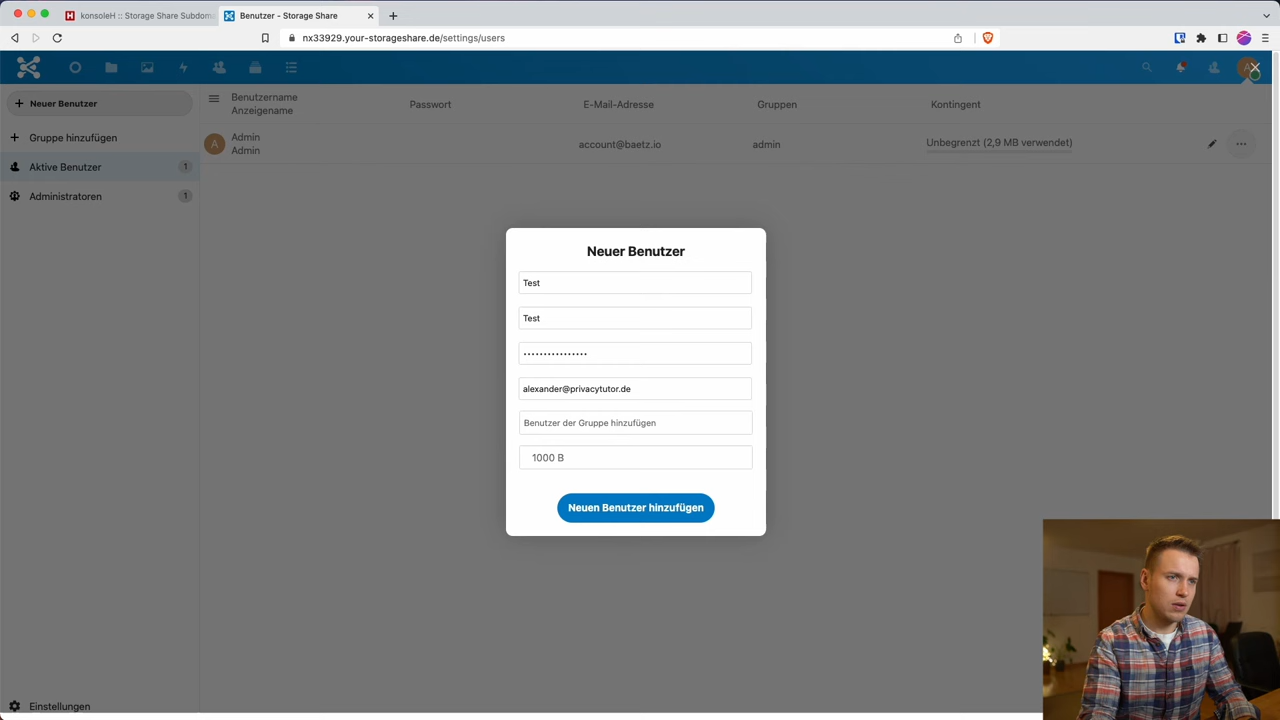 konsoleH :: Storage Share Subdom
Benutzer - Storage Share
nx33929.your-storageshare.de/settings/users
Neuer Benutzer
Gruppe hinzufügen
Aktive Benutzer 1
Administratoren 1
Einstellungen
Benutzername
Anzeigename
Passwort
E-Mail-Adresse
Gruppen
Kontingent
A
Admin
Admin
account@baetz.io
admin
Unbegrenzt (2,9 MB verwendet)
Neuer Benutzer
Test
Test
••••••••••••••••
alexander@privacytutor.de
Benutzer der Gruppe hinzufügen
1000 B
Neuen Benutzer hinzufügen